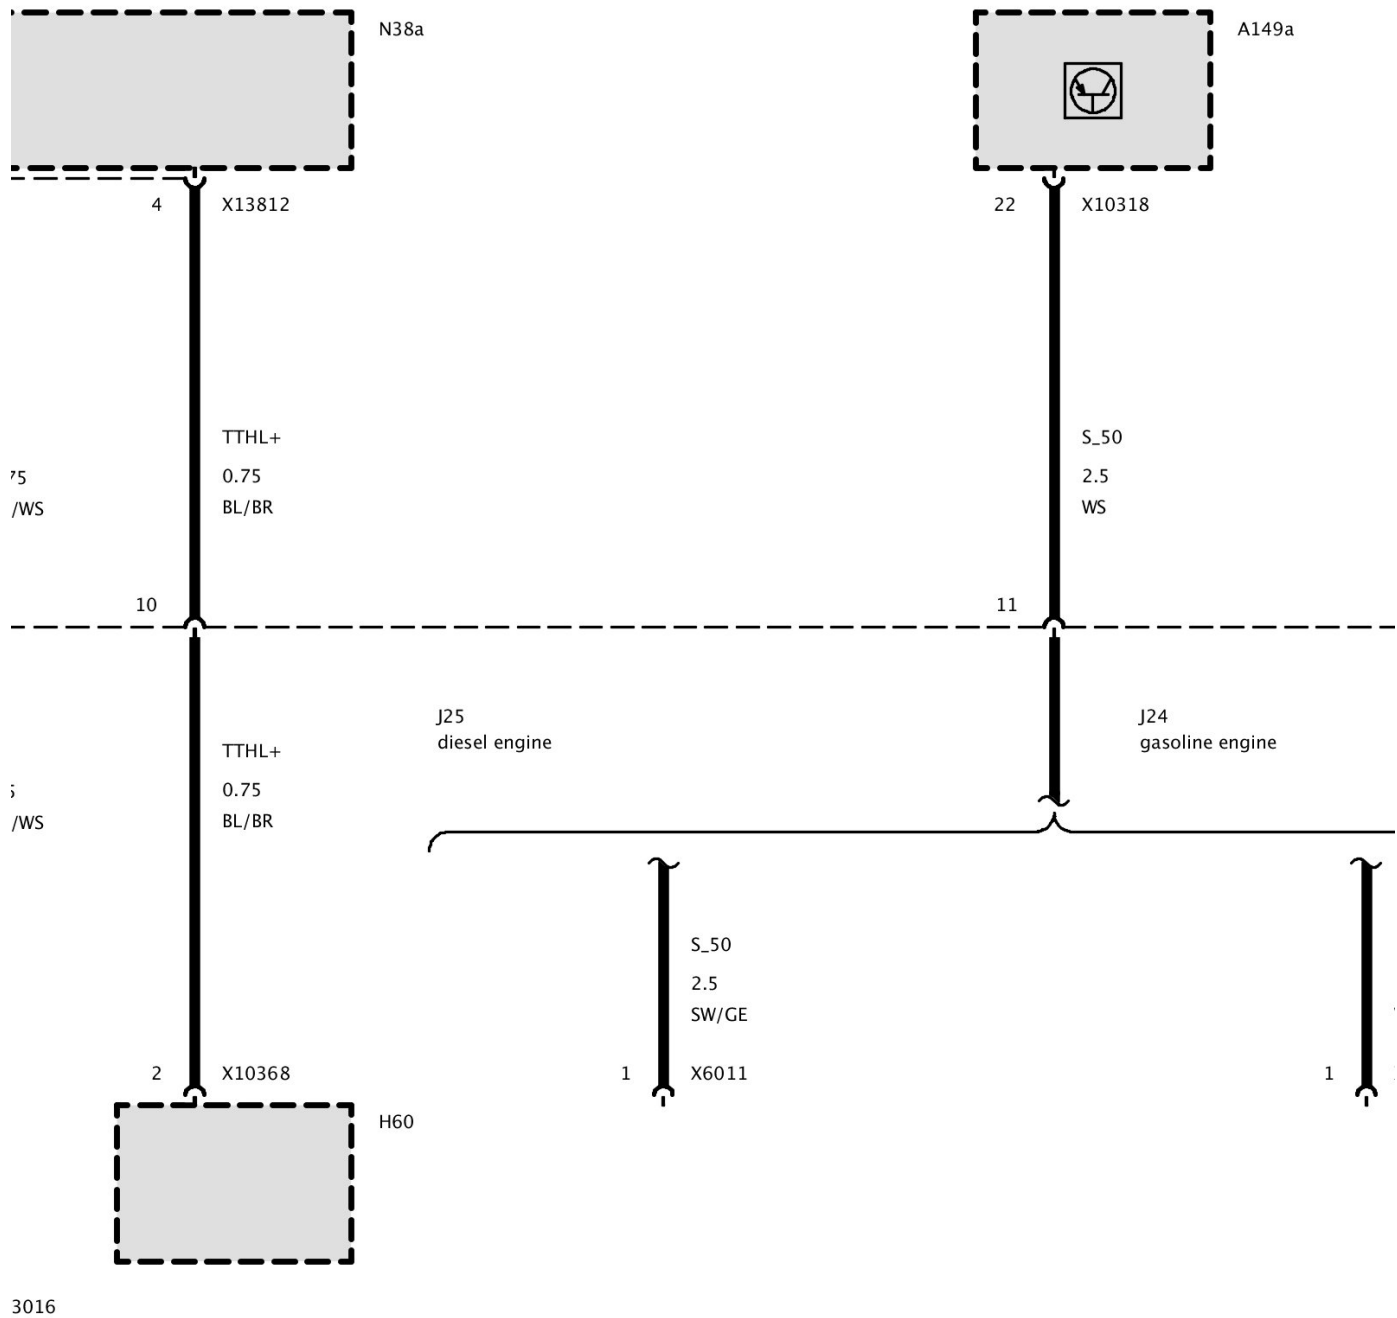 N38a
A149a
4
X13812
22
X10318
TTHL+
S_50
0.75
2.5
/WS
BL/BR
WS
10
11
J25
diesel engine
J24
gasoline engine
TTHL+
0.75
/WS
BL/BR
S_50
2.5
SW/GE
2
X10368
1
X6011
1
H60
3016